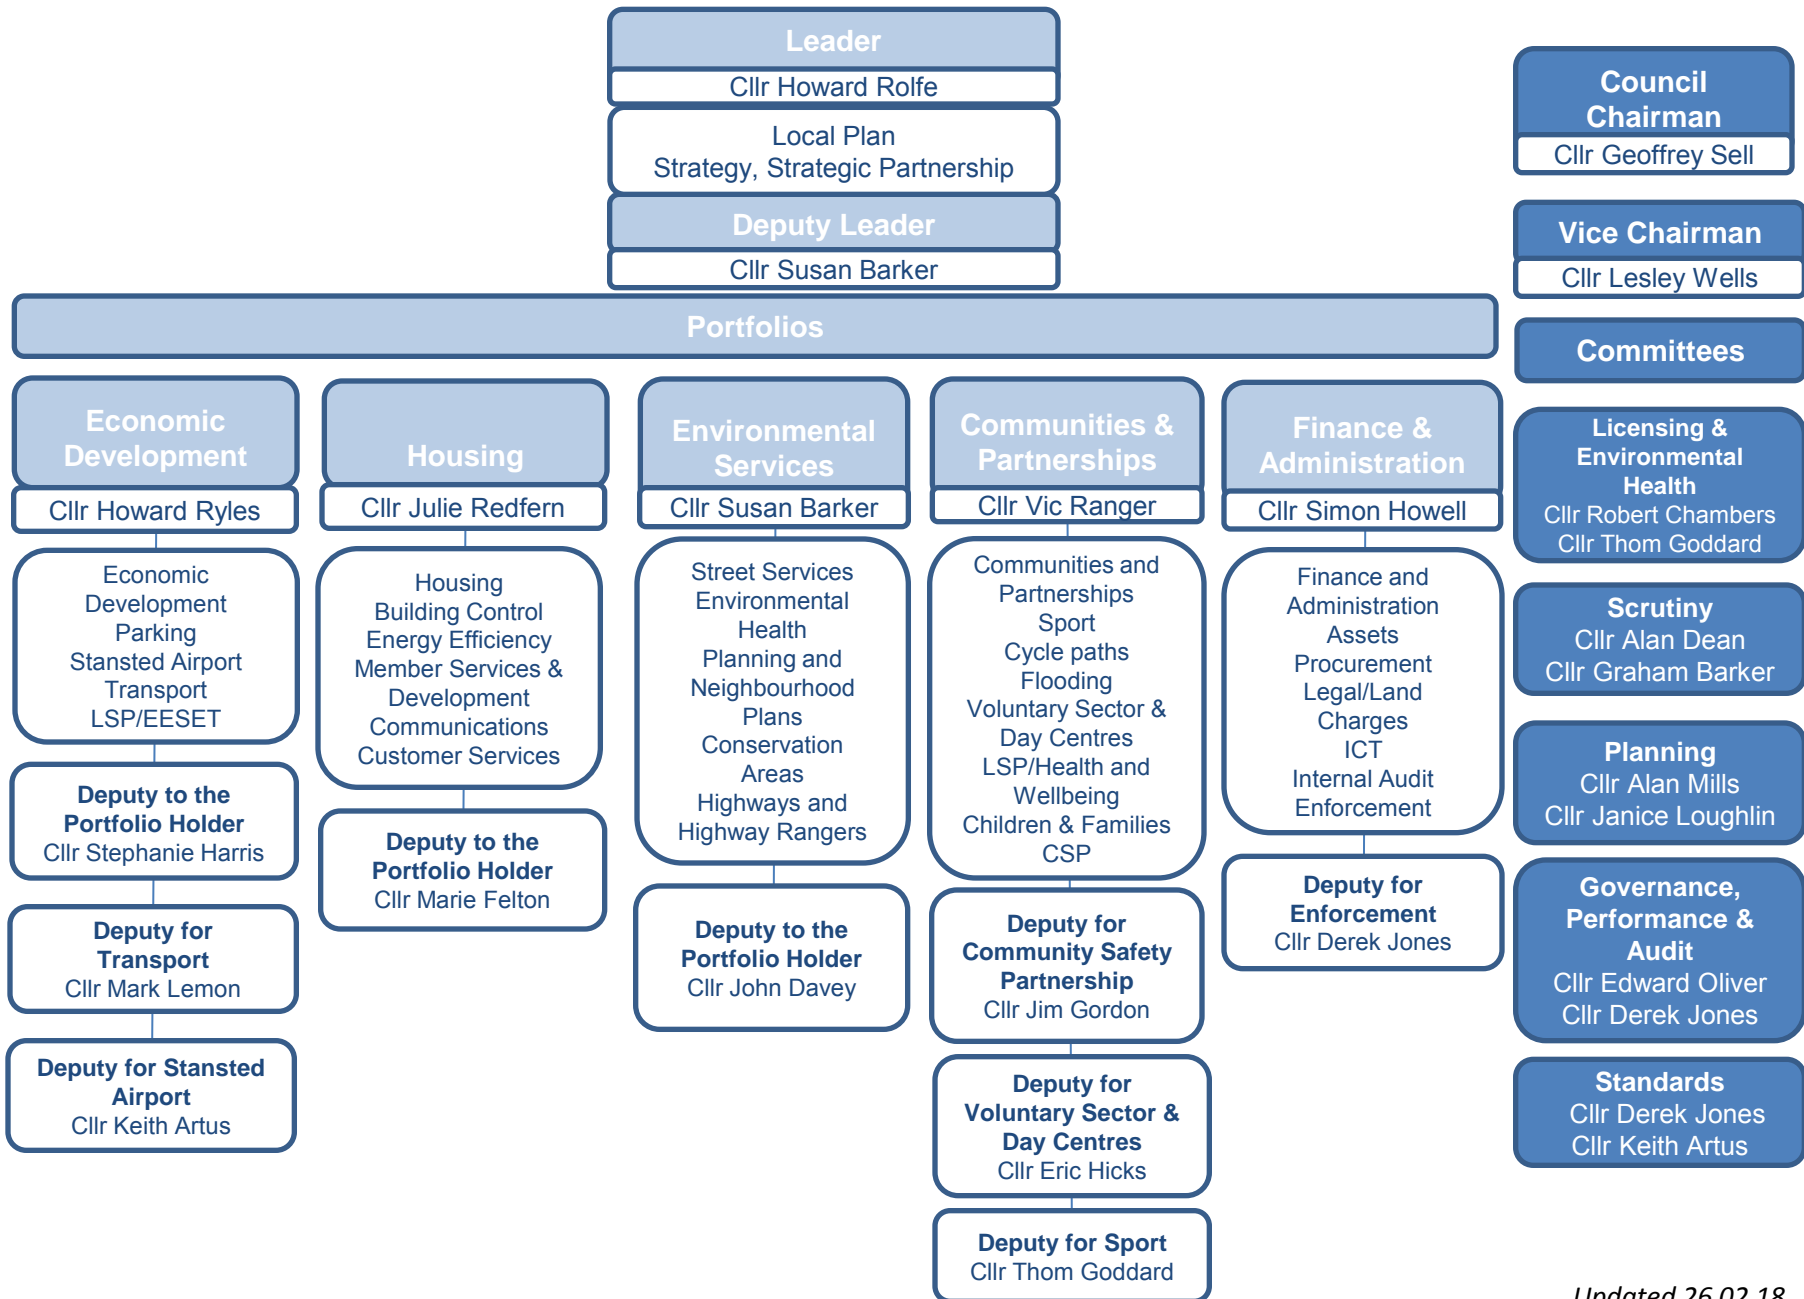 Leader
Cllr Howard Rolfe
Local Plan
Strategy, Strategic Partnership
Deputy Leader
Cllr Susan Barker
Portfolios
Economic
Development
Cllr Howard Ryles
Economic
Development
Parking
Stansted Airport
Transport
LSP/EESET
Deputy to the
Portfolio Holder
Cllr Stephanie Harris
Deputy for
Transport
Cllr Mark Lemon
Deputy for Stansted
Airport
Cllr Keith Artus
Housing
Cllr Julie Redfern
Housing
Building Control
Energy Efficiency
Member Services &
Development
Communications
Customer Services
Deputy to the
Portfolio Holder
Cllr Marie Felton
Environmental
Services
Cllr Susan Barker
Street Services
Environmental
Health
Planning and
Neighbourhood
Plans
Conservation
Areas
Highways and
Highway Rangers
Deputy to the
Portfolio Holder
Cllr John Davey
Communities &
Partnerships
Cllr Vic Ranger
Communities and
Partnerships
Sport
Cycle paths
Flooding
Voluntary Sector &
Day Centres
LSP/Health and
Wellbeing
Children & Families
CSP
Deputy for
Community Safety
Partnership
Cllr Jim Gordon
Deputy for
Voluntary Sector &
Day Centres
Cllr Eric Hicks
Deputy for Sport
Cllr Thom Goddard
Finance &
Administration
Cllr Simon Howell
Finance and
Administration
Assets
Procurement
Legal/Land
Charges
ICT
Internal Audit
Enforcement
Deputy for
Enforcement
Cllr Derek Jones
Council
Chairman
Cllr Geoffrey Sell
Vice Chairman
Cllr Lesley Wells
Committees
Licensing &
Environmental
Health
Cllr Robert Chambers
Cllr Thom Goddard
Scrutiny
Cllr Alan Dean
Cllr Graham Barker
Planning
Cllr Alan Mills
Cllr Janice Loughlin
Governance,
Performance &
Audit
Cllr Edward Oliver
Cllr Derek Jones
Standards
Cllr Derek Jones
Cllr Keith Artus
Updated 26.02.18